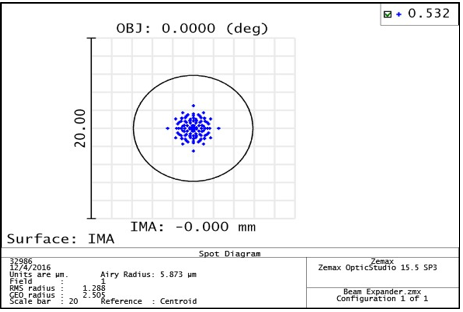 0.532
OBJ: 0.0000 (deg)
20.00
IMA: -0.000 mm
Surface: IMA
Spot Diagram
32986
12/4/2016
Units are µm. Airy Radius: 5.873 µm
Field : 1
RMS radius : 1.288
GEO radius : 2.505
Scale bar : 20 Reference : Centroid
Zemax
Zemax OpticStudio 15.5 SP3
Beam Expander.zmx
Configuration 1 of 1